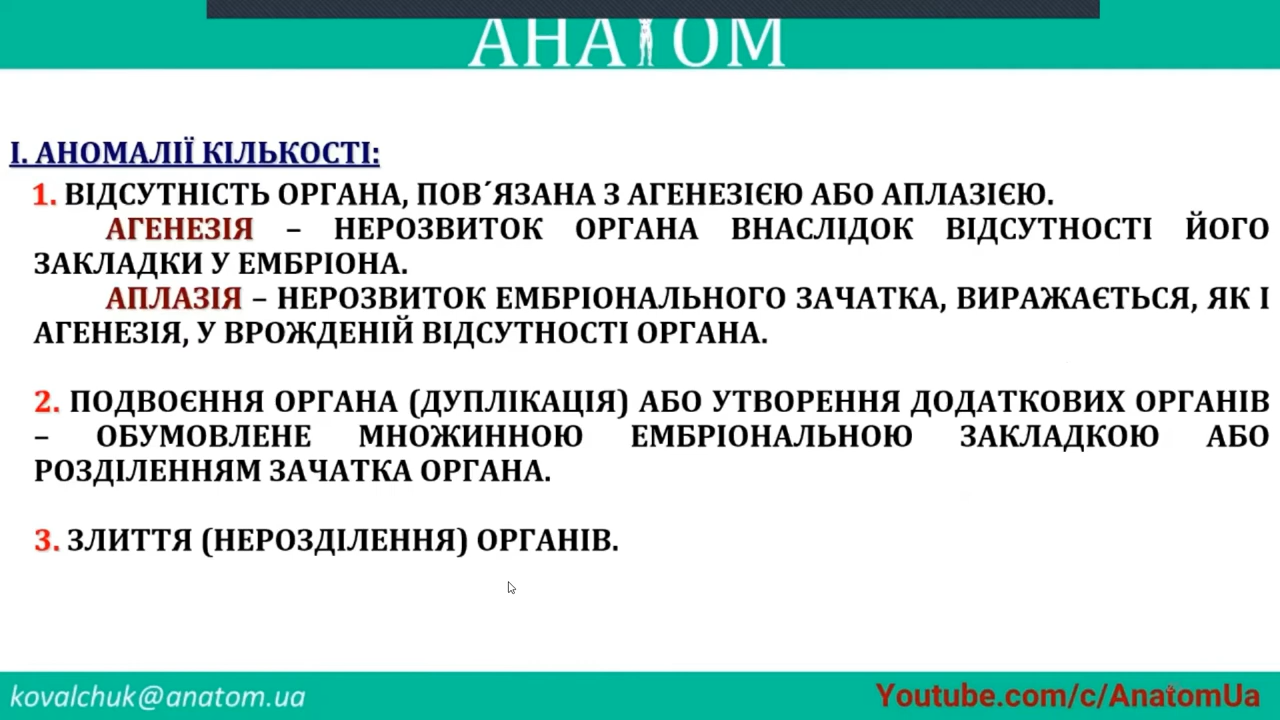 АНАТОМ
І. АНОМАЛІЇ КІЛЬКОСТІ:
1. ВІДСУТНІСТЬ ОРГАНА, ПОВ´ЯЗАНА З АГЕНЕЗІЄЮ АБО АПЛАЗІЄЮ.
АГЕНЕЗІЯ – НЕРОЗВИТОК ОРГАНА ВНАСЛІДОК ВІДСУТНОСТІ ЙОГО
ЗАКЛАДКИ У ЕМБРІОНА.
АПЛАЗІЯ – НЕРОЗВИТОК ЕМБРІОНАЛЬНОГО ЗАЧАТКА, ВИРАЖАЄТЬСЯ, ЯК І
АГЕНЕЗІЯ, У ВРОЖДЕНІЙ ВІДСУТНОСТІ ОРГАНА.
2. ПОДВОЄННЯ ОРГАНА (ДУПЛІКАЦІЯ) АБО УТВОРЕННЯ ДОДАТКОВИХ ОРГАНІВ
– ОБУМОВЛЕНЕ МНОЖИННОЮ ЕМБРІОНАЛЬНОЮ ЗАКЛАДКОЮ АБО
РОЗДІЛЕННЯМ ЗАЧАТКА ОРГАНА.
3. ЗЛИТТЯ (НЕРОЗДІЛЕННЯ) ОРГАНІВ.
kovalchuk@anatom.ua
Youtube.com/c/AnatomUa